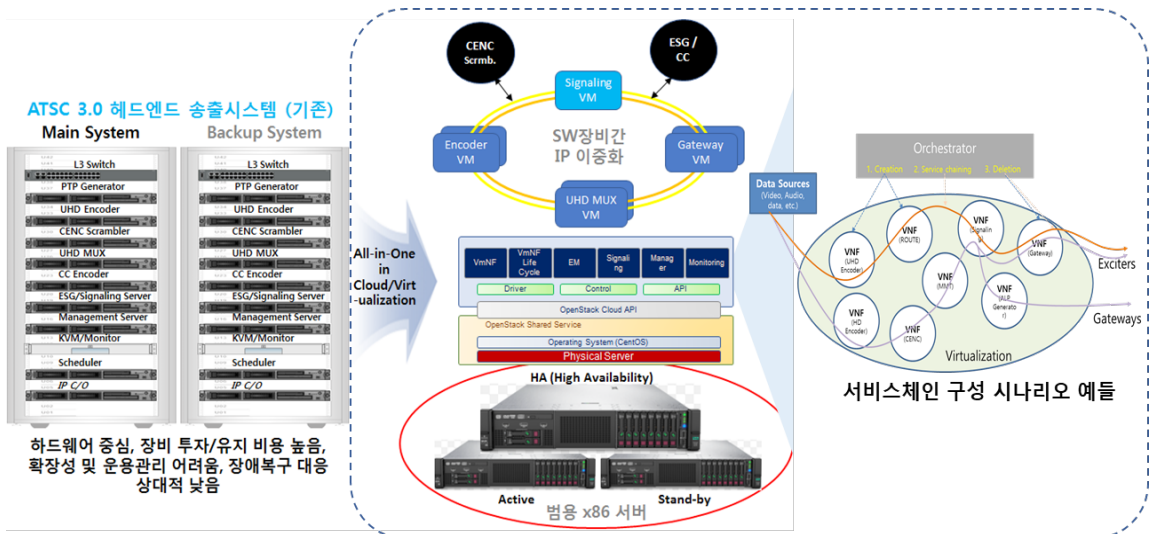 ATSC 3.0 헤드엔드 송출시스템 (기존)
Main System
Backup System
L3 Switch
PTP Generator
UHD Encoder
CENC Scrambler
UHD MUX
CC Encoder
ESG/Signaling Server
Management Server
KVM/Monitor
Scheduler
IP C/O
L3 Switch
PTP Generator
UHD Encoder
CENC Scrambler
UHD MUX
CC Encoder
ESG/Signaling Server
Management Server
KVM/Monitor
Scheduler
IP C/O
하드웨어 중심, 장비 투자/유지 비용 높음,
확장성 및 운용관리 어려움, 장애복구 대응
상대적 낮음
All-in-One
in
Cloud/Virt
-ualization
CENC
Scrmb.
ESG /
CC
Signaling
VM
Encoder
VM
SW장비간
IP 이중화
Gateway
VM
UHD MUX
VM
VmNF
VmNF
Life
Cycle
EM
Signali
ng
Manag
er
Monitoring
Driver
Control
API
OpenStack Cloud API
OpenStack Shared Service
Operating System (CentOS)
Physical Server
HA (High Availability)
Active
Stand-by
범용 x86 서버
Data Sources
(Video, Audio,
data, etc.)
Orchestrator
1. Creation
2. Service chaining
3. Deletion
VNF
(UHD
Encoder)
VNF
(ROUTE)
VNF
(Signalin
g)
VNF
(Gateway)
VNF
(MMT)
VNF
(HD
Encoder)
VNF
(CENC)
VNF
(ALP
Generato
r)
Exciters
Gateways
Virtualization
서비스체인 구성 시나리오 예들